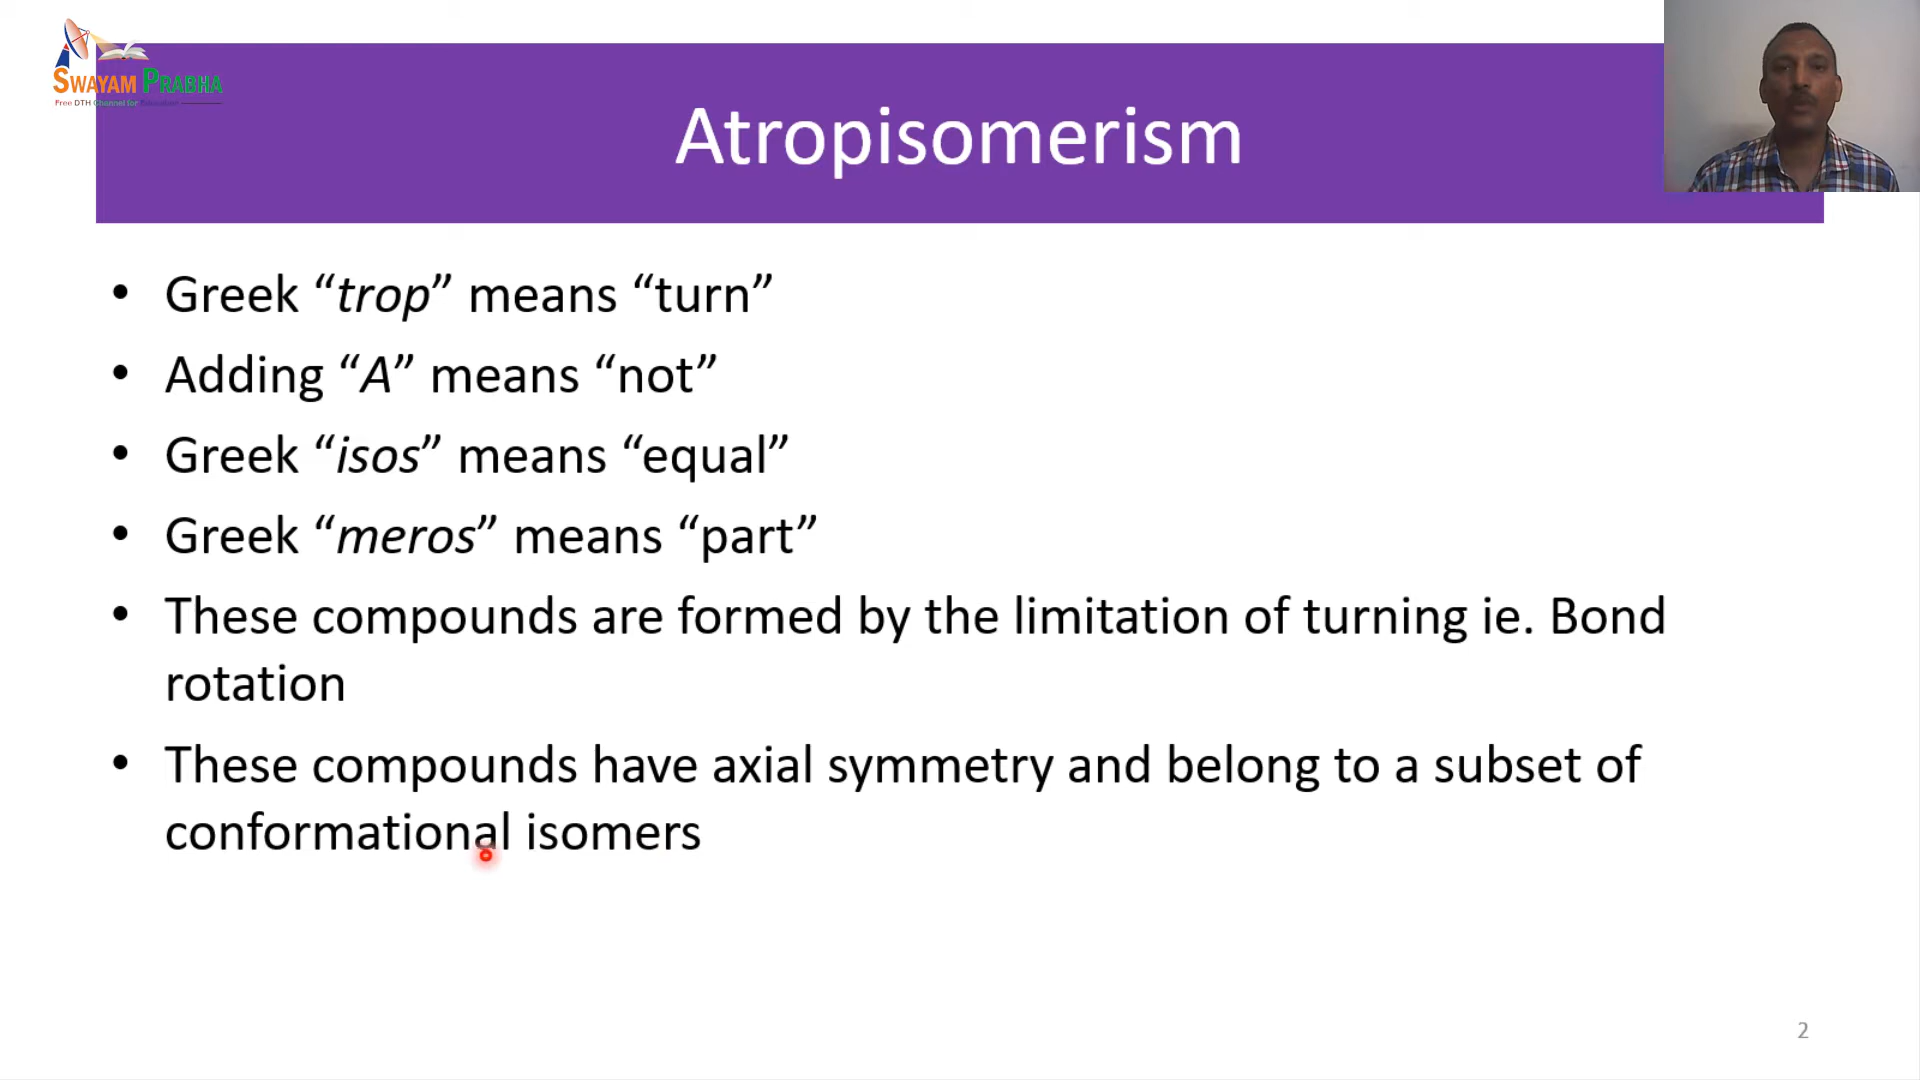 SWAYAM PRABHA
Free DTH Channel for Education
Atropisomerism
• Greek “trop” means “turn”
• Adding “A” means “not”
• Greek “isos” means “equal”
• Greek “meros” means “part”
• These compounds are formed by the limitation of turning ie. Bond
rotation
• These compounds have axial symmetry and belong to a subset of
conformational isomers
2